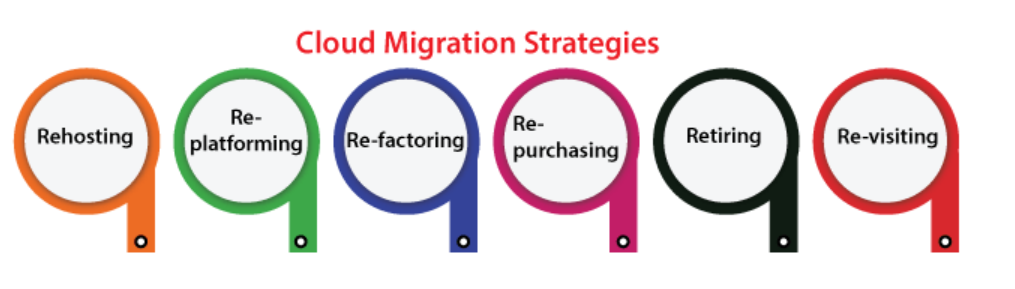 Cloud Migration Strategies
Rehosting
Re-
platforming
Re-factoring
Re-
purchasing
Retiring
Re-visiting